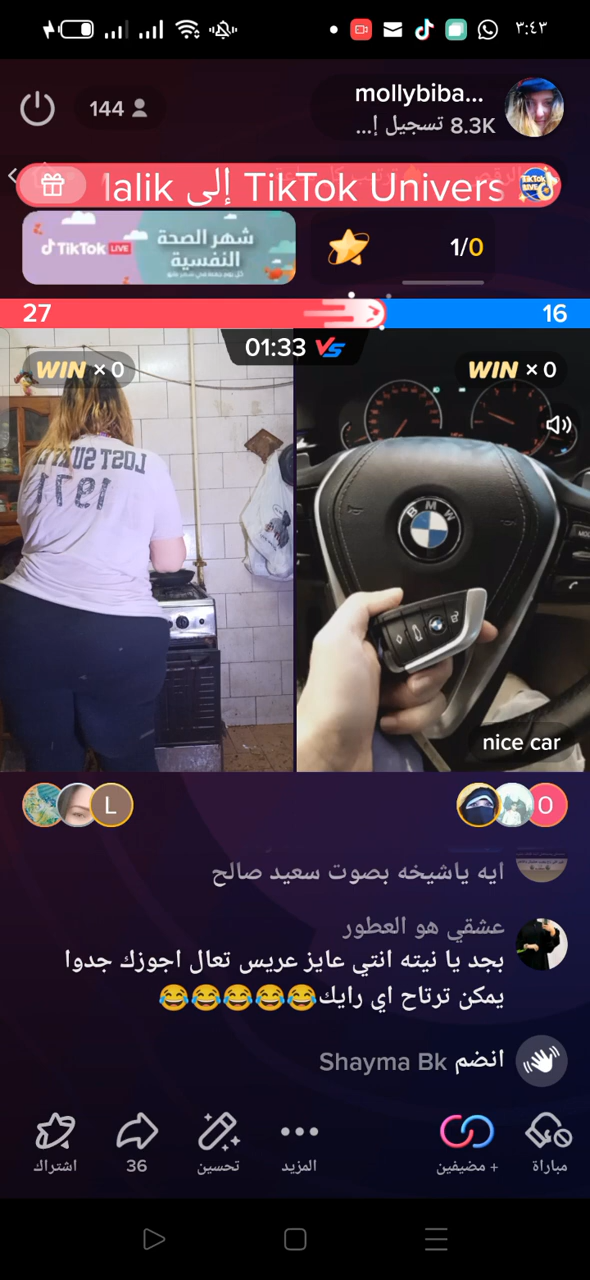 ٣:٤٣
144
mollybiba...
8.3K تسجيل إ...
lalik إلى TikTok Univers
TikTok LIVE
شهر الصحة
النفسية
1/0
27
16
01:33 VS
WIN × 0
WIN × 0
LOST SUIT
1971
BMW
nice car
L
O
ايه ياشيخه بصوت سعيد صالح
عشقي هو العطور
بجد يا نيته انتي عايز عريس تعال اجوزك جدوا
يمكن ترتاح اي رايك😂😂😂😂😂
Shayma Bk انضم
اشتراك
36
تحسين
المزيد
+ مضيفين
مباراة